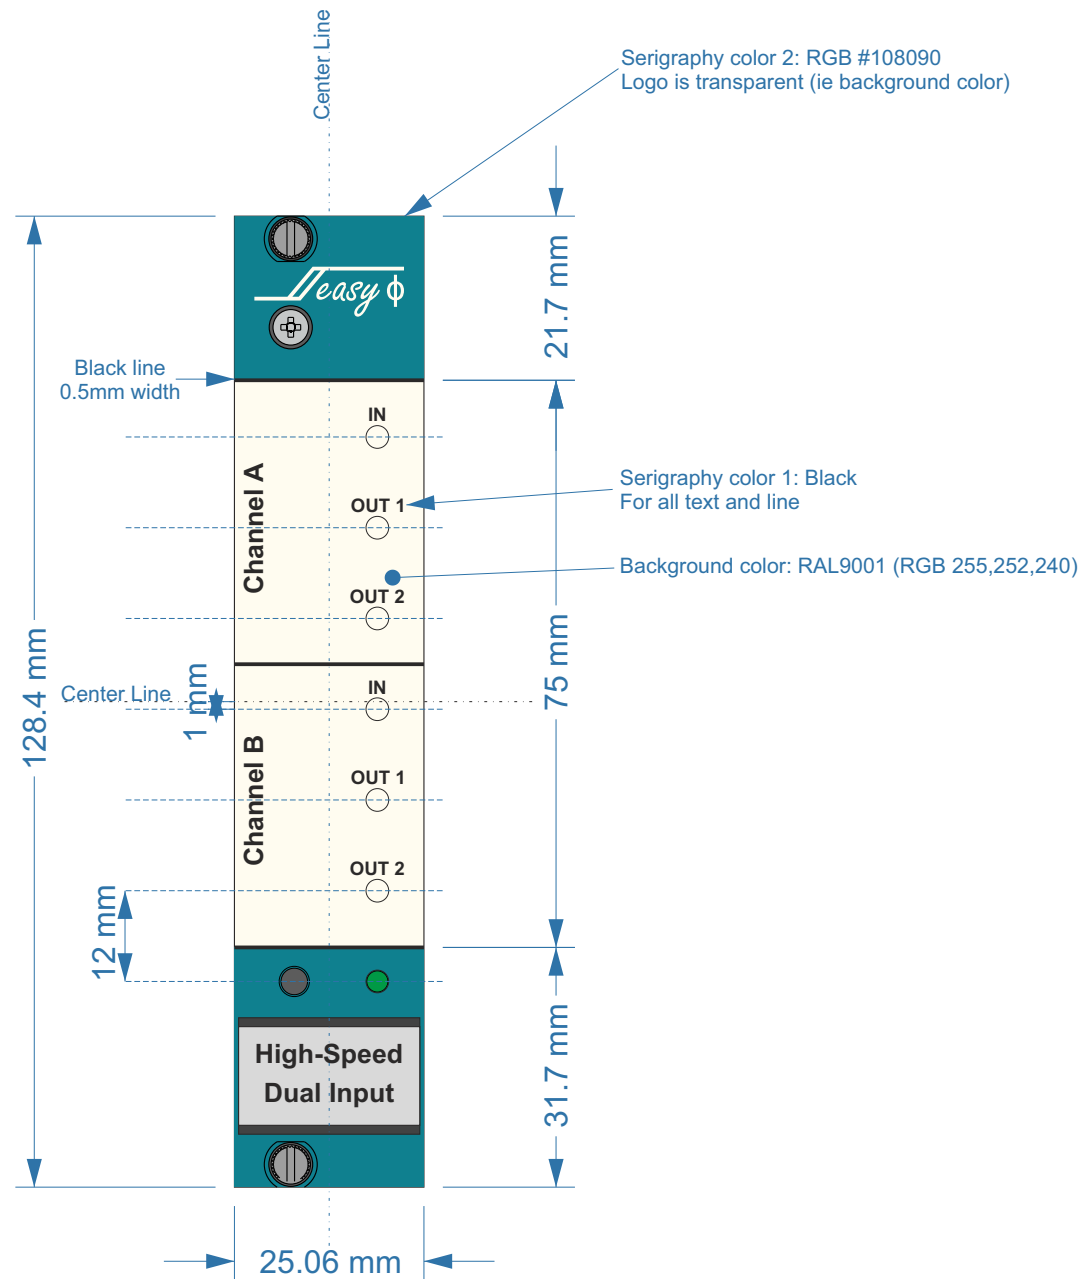 Center Line
Serigraphy color 2: RGB #108090
Logo is transparent (ie background color)
easy ϕ
21.7 mm
Black line
0.5mm width
IN
Channel A
OUT 1
Serigraphy color 1: Black
For all text and line
Background color: RAL9001 (RGB 255,252,240)
OUT 2
128.4 mm
75 mm
Center Line
1 mm
IN
Channel B
OUT 1
OUT 2
12 mm
31.7 mm
High-Speed
Dual Input
25.06 mm